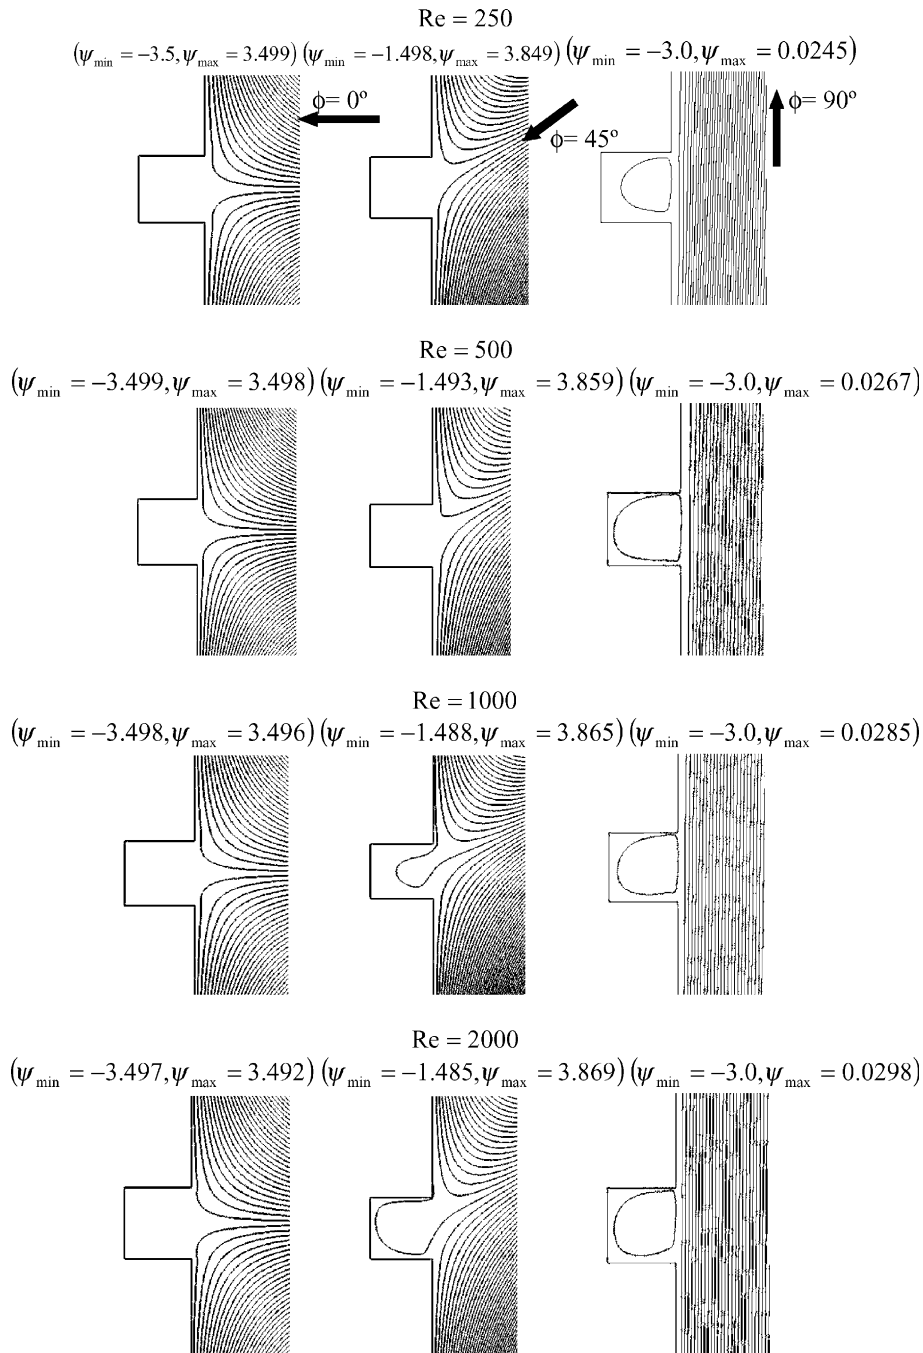 Re = 250
(ψmin = −3.5, ψmax = 3.499) (ψmin = −1.498, ψmax = 3.849) (ψmin = −3.0, ψmax = 0.0245)
ϕ= 0º
ϕ= 45º
ϕ= 90º
Re = 500
(ψmin = −3.499, ψmax = 3.498) (ψmin = −1.493, ψmax = 3.859) (ψmin = −3.0, ψmax = 0.0267)
Re = 1000
(ψmin = −3.498, ψmax = 3.496) (ψmin = −1.488, ψmax = 3.865) (ψmin = −3.0, ψmax = 0.0285)
Re = 2000
(ψmin = −3.497, ψmax = 3.492) (ψmin = −1.485, ψmax = 3.869) (ψmin = −3.0, ψmax = 0.0298)